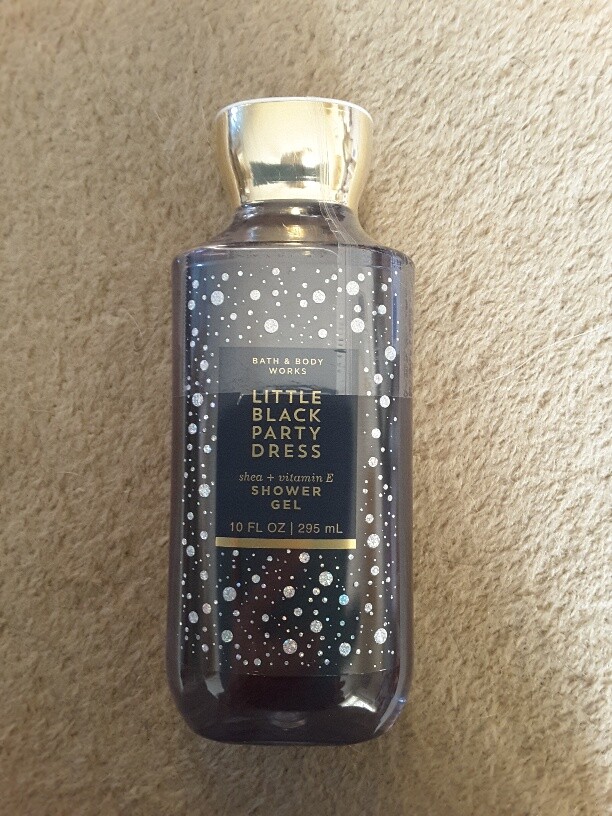 BATH & BODY
WORKS
LITTLE
BLACK
PARTY
DRESS
shea + vitamin E
SHOWER
GEL
10 FL OZ | 295 mL